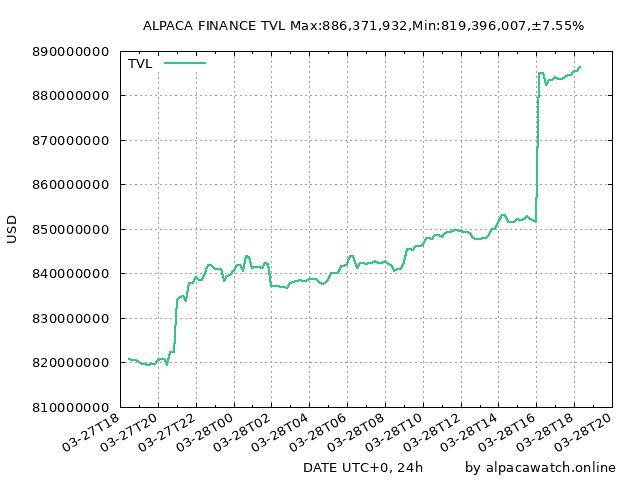 ALPACA FINANCE TVL Max:886,371,932,Min:819,396,007,±7.55%
TVL
890000000
880000000
870000000
860000000
850000000
840000000
830000000
820000000
810000000
USD
03-27T18
03-27T20
03-27T22
03-28T00
03-28T02
03-28T04
03-28T06
03-28T08
03-28T10
03-28T12
03-28T14
03-28T16
03-28T18
03-28T20
DATE UTC+0, 24h
by alpacawatch.online